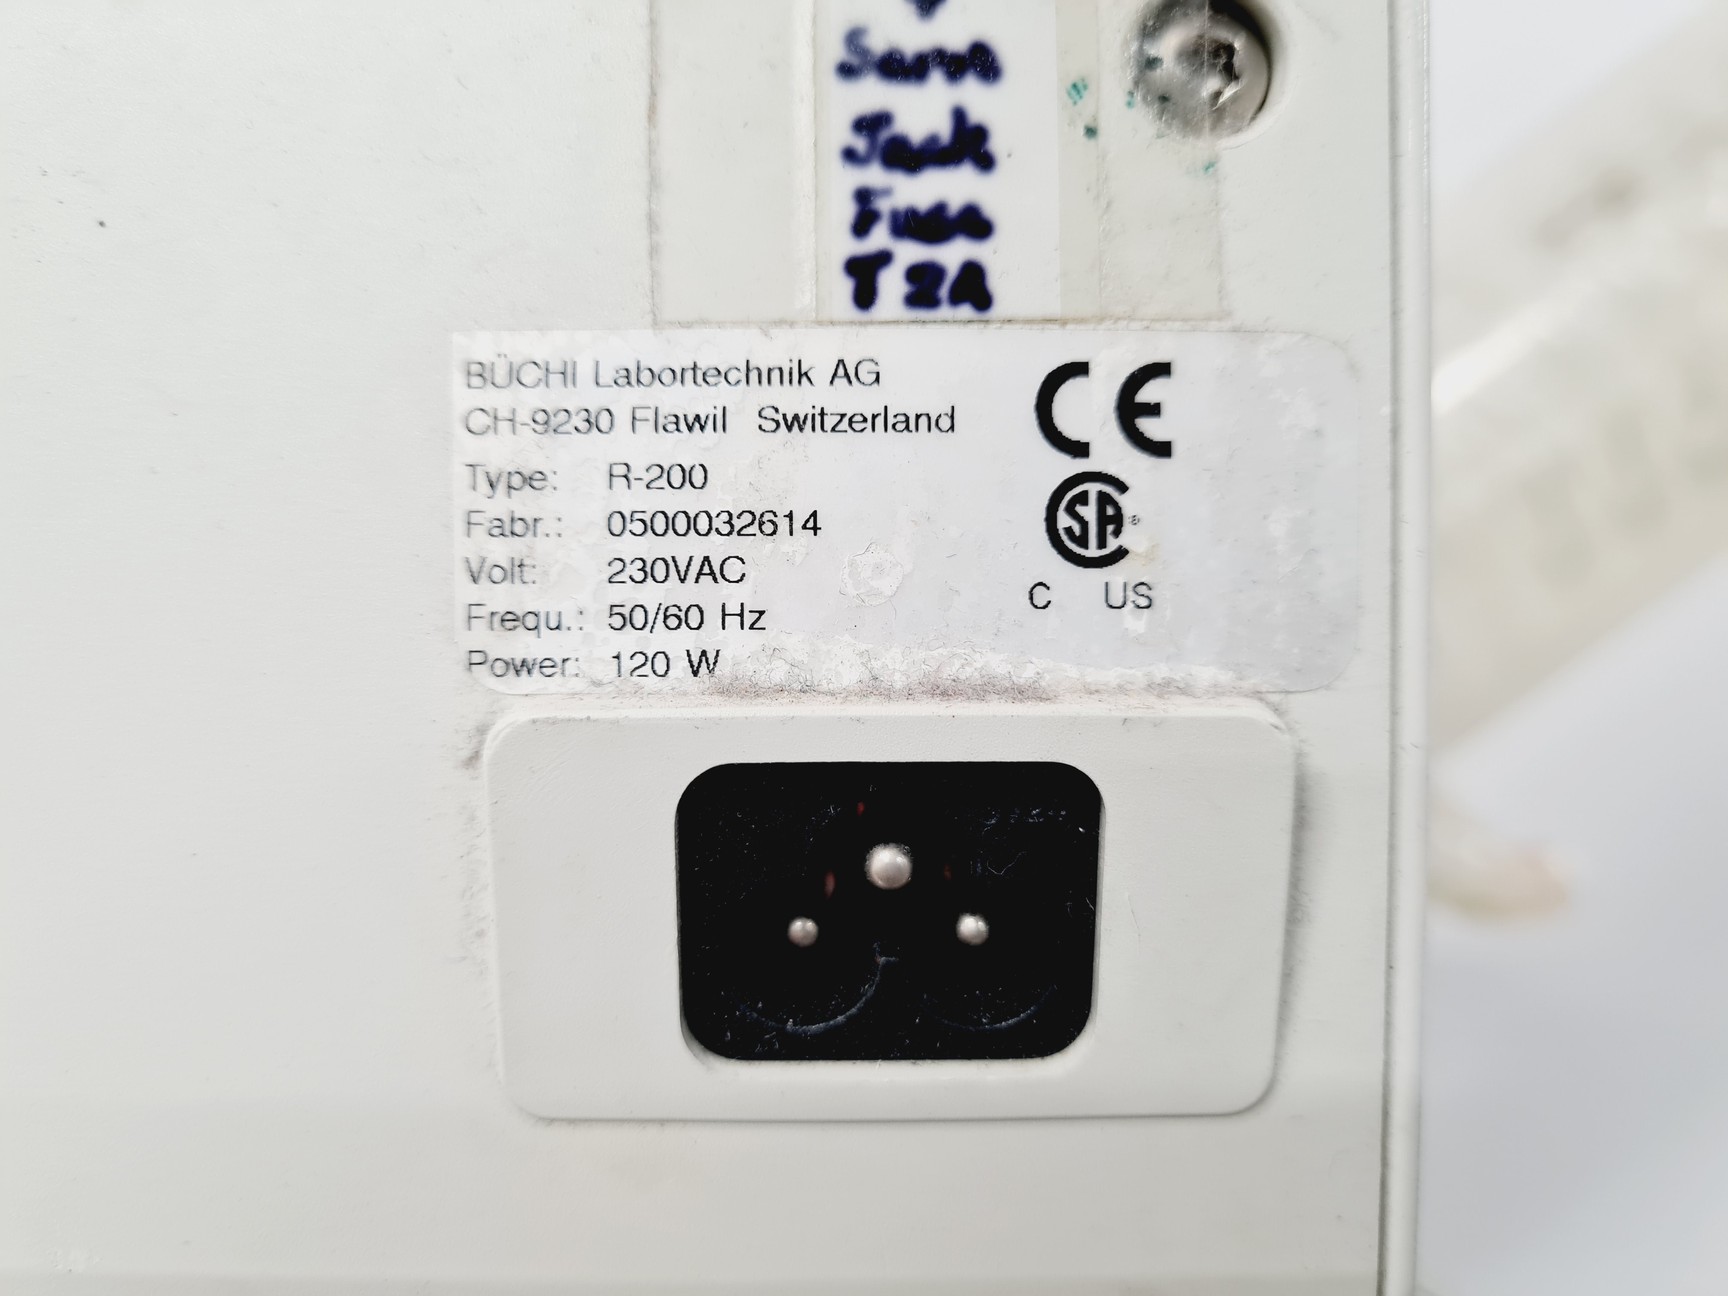 Servo
Jack
Fuse
T 2A
BÜCHI Labortechnik AG
CH-9230 Flawil Switzerland
Type: R-200
Fabr.: 0500032614
Volt: 230VAC
Frequ.: 50/60 Hz
Power: 120 W
CE
SA®
C US